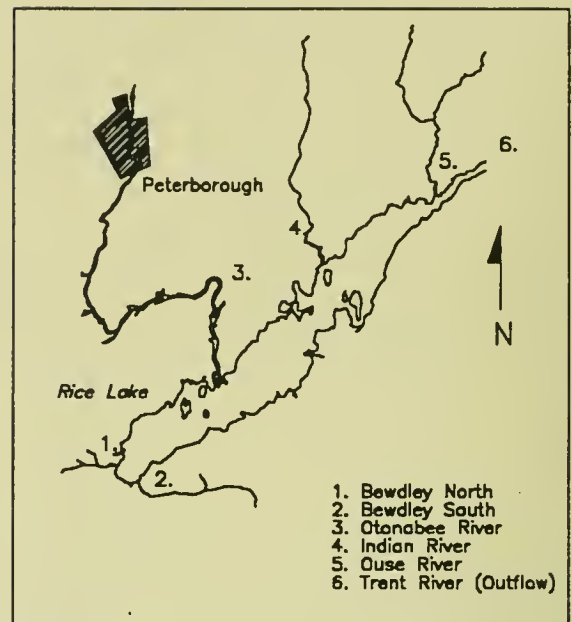 Peterborough
6.
5.
4.
3.
N
Rice Lake
1.
2.
1. Bewdley North
2. Bewdley South
3. Otonabee River
4. Indian River
5. Ouse River
6. Trent River (Outflow)